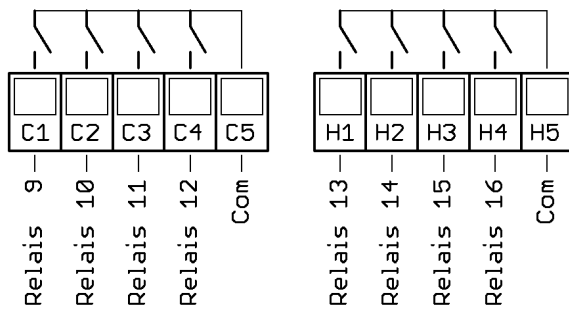 C1 C2 C3 C4 C5
H1 H2 H3 H4 H5
Relais 9
Relais 10
Relais 11
Relais 12
Com
Relais 13
Relais 14
Relais 15
Relais 16
Com